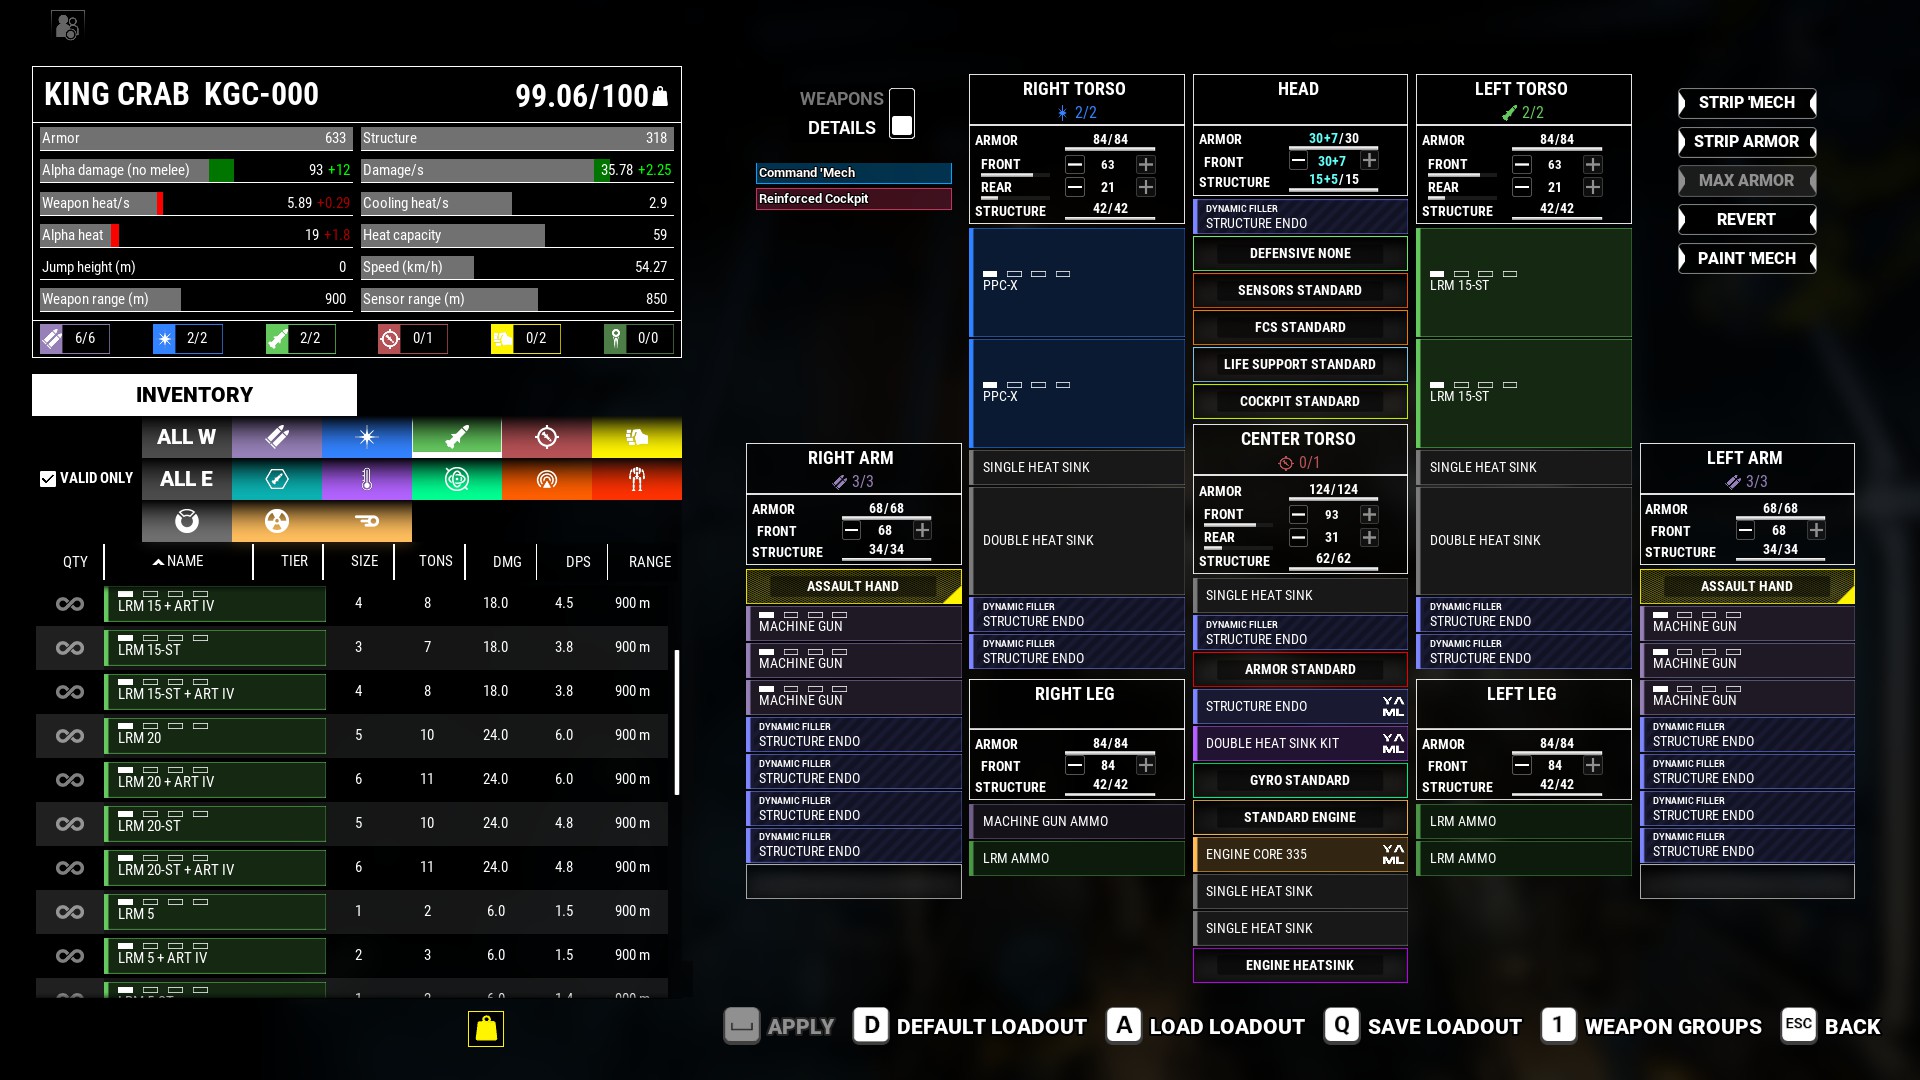 KING CRAB KGC-000
99.06/100
Armor 633
Structure 318
Alpha damage (no melee) 93 +12
Damage/s 35.78 +2.25
Weapon heat/s 5.89 +0.29
Cooling heat/s 2.9
Alpha heat 19 +1.8
Heat capacity 59
Jump height (m) 0
Speed (km/h) 54.27
Weapon range (m) 900
Sensor range (m) 850
6/6 2/2 2/2 0/1 0/2 0/0
INVENTORY
ALL W
VALID ONLY
ALL E
QTY NAME TIER SIZE TONS DMG DPS RANGE
LRM 15 + ART IV 4 8 18.0 4.5 900 m
LRM 15-ST 3 7 18.0 3.8 900 m
LRM 15-ST + ART IV 4 8 18.0 3.8 900 m
LRM 20 5 10 24.0 6.0 900 m
LRM 20 + ART IV 6 11 24.0 6.0 900 m
LRM 20-ST 5 10 24.0 4.8 900 m
LRM 20-ST + ART IV 6 11 24.0 4.8 900 m
LRM 5 1 2 6.0 1.5 900 m
LRM 5 + ART IV 2 3 6.0 1.5 900 m
WEAPONS
DETAILS
Command 'Mech
Reinforced Cockpit
RIGHT ARM
3/3
ARMOR 68/68
FRONT 68
STRUCTURE 34/34
ASSAULT HAND
MACHINE GUN
MACHINE GUN
MACHINE GUN
DYNAMIC FILLER
STRUCTURE ENDO
DYNAMIC FILLER
STRUCTURE ENDO
DYNAMIC FILLER
STRUCTURE ENDO
DYNAMIC FILLER
STRUCTURE ENDO
RIGHT TORSO
2/2
ARMOR 84/84
FRONT 63
REAR 21
STRUCTURE 42/42
PPC-X
PPC-X
SINGLE HEAT SINK
DOUBLE HEAT SINK
DYNAMIC FILLER
STRUCTURE ENDO
DYNAMIC FILLER
STRUCTURE ENDO
RIGHT LEG
ARMOR 84/84
FRONT 84
STRUCTURE 42/42
MACHINE GUN AMMO
LRM AMMO
HEAD
ARMOR 30+7/30
FRONT 30+7
STRUCTURE 15+5/15
DYNAMIC FILLER
STRUCTURE ENDO
DEFENSIVE NONE
SENSORS STANDARD
FCS STANDARD
LIFE SUPPORT STANDARD
COCKPIT STANDARD
CENTER TORSO
0/1
ARMOR 124/124
FRONT 93
REAR 31
STRUCTURE 62/62
SINGLE HEAT SINK
DYNAMIC FILLER
STRUCTURE ENDO
ARMOR STANDARD
STRUCTURE ENDO YAML
DOUBLE HEAT SINK KIT YAML
GYRO STANDARD
STANDARD ENGINE
ENGINE CORE 335 YAML
SINGLE HEAT SINK
SINGLE HEAT SINK
ENGINE HEATSINK
LEFT TORSO
2/2
ARMOR 84/84
FRONT 63
REAR 21
STRUCTURE 42/42
LRM 15-ST
LRM 15-ST
SINGLE HEAT SINK
DOUBLE HEAT SINK
DYNAMIC FILLER
STRUCTURE ENDO
DYNAMIC FILLER
STRUCTURE ENDO
LEFT LEG
ARMOR 84/84
FRONT 84
STRUCTURE 42/42
LRM AMMO
LRM AMMO
LEFT ARM
3/3
ARMOR 68/68
FRONT 68
STRUCTURE 34/34
ASSAULT HAND
MACHINE GUN
MACHINE GUN
MACHINE GUN
DYNAMIC FILLER
STRUCTURE ENDO
DYNAMIC FILLER
STRUCTURE ENDO
DYNAMIC FILLER
STRUCTURE ENDO
DYNAMIC FILLER
STRUCTURE ENDO
STRIP 'MECH
STRIP ARMOR
MAX ARMOR
REVERT
PAINT 'MECH
APPLY
D DEFAULT LOADOUT
A LOAD LOADOUT
Q SAVE LOADOUT
1 WEAPON GROUPS
ESC BACK